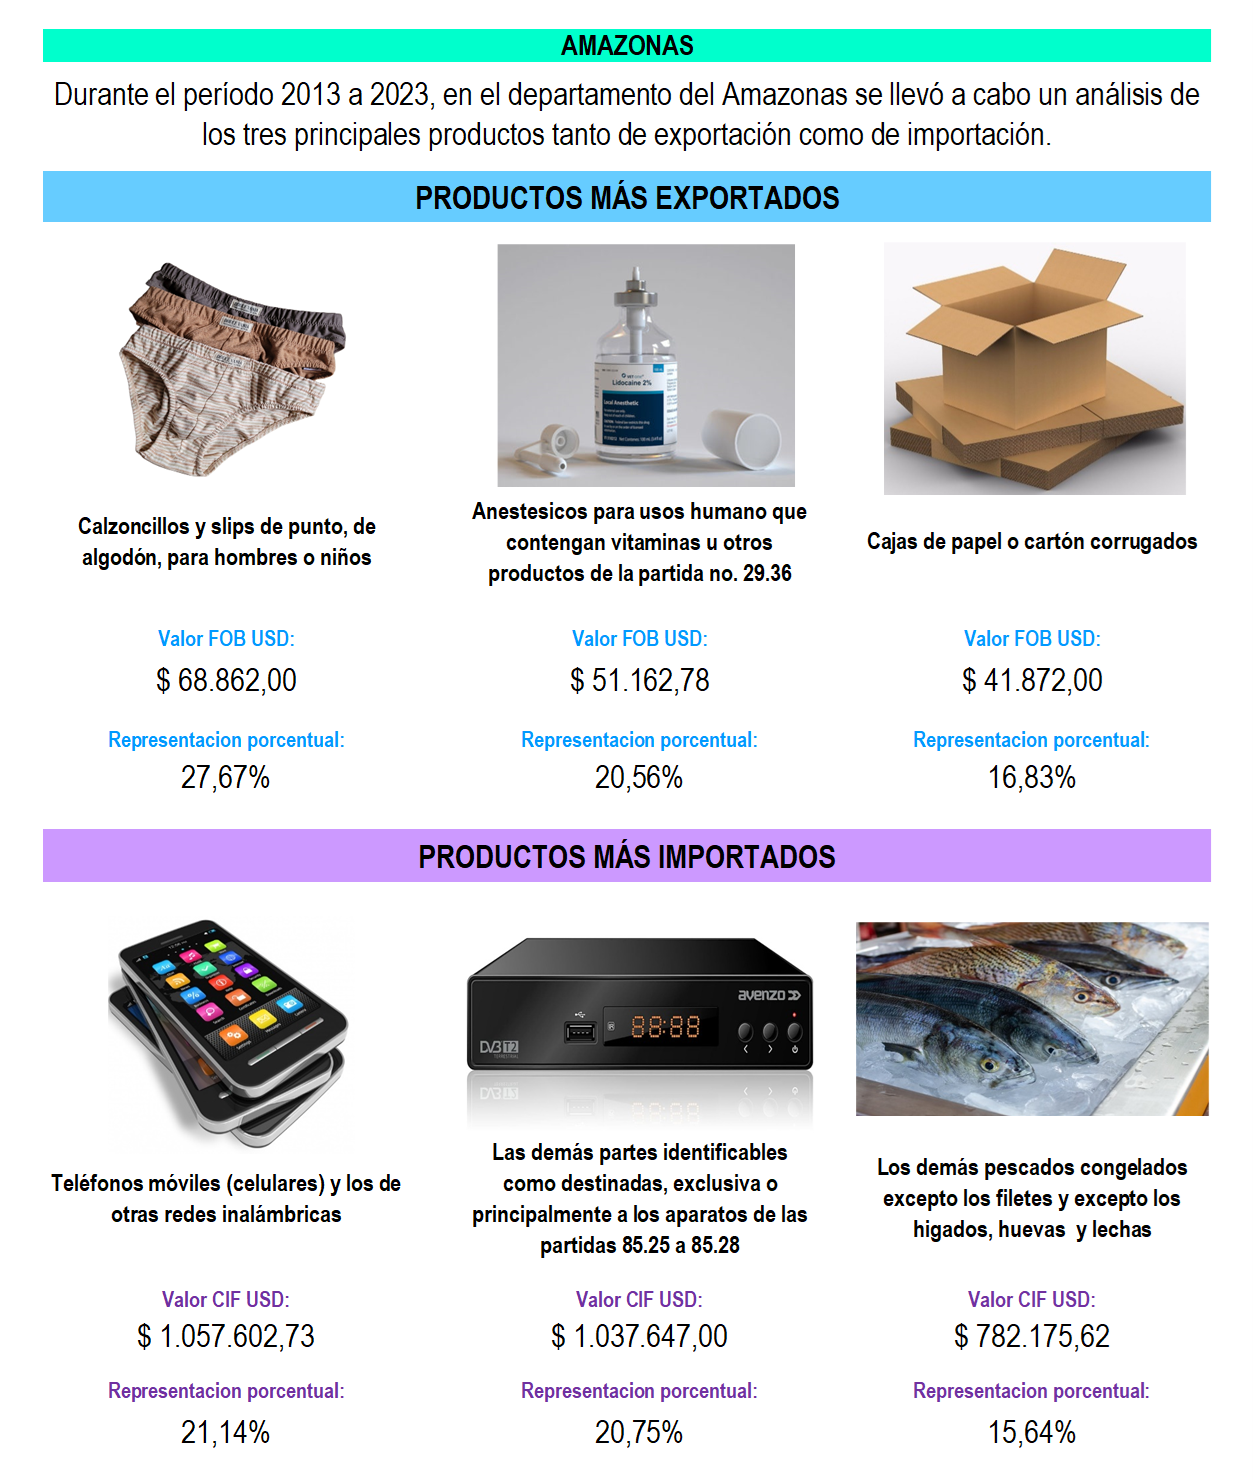 AMAZONAS
Durante el período 2013 a 2023, en el departamento del Amazonas se llevó a cabo un análisis de
los tres principales productos tanto de exportación como de importación.
PRODUCTOS MÁS EXPORTADOS
Lidocaine 2%
Local Anesthetic
Calzoncillos y slips de punto, de
algodón, para hombres o niños
Anestesicos para usos humano que
contengan vitaminas u otros
productos de la partida no. 29.36
Cajas de papel o cartón corrugados
Valor FOB USD:
$ 68.862,00
Valor FOB USD:
$ 51.162,78
Valor FOB USD:
$ 41.872,00
Representacion porcentual:
27,67%
Representacion porcentual:
20,56%
Representacion porcentual:
16,83%
PRODUCTOS MÁS IMPORTADOS
avenzo
88:88
DVB T2
TERRESTRIAL
Teléfonos móviles (celulares) y los de
otras redes inalámbricas
Las demás partes identificables
como destinadas, exclusiva o
principalmente a los aparatos de las
partidas 85.25 a 85.28
Los demás pescados congelados
excepto los filetes y excepto los
higados, huevas  y lechas
Valor CIF USD:
$ 1.057.602,73
Valor CIF USD:
$ 1.037.647,00
Valor CIF USD:
$ 782.175,62
Representacion porcentual:
21,14%
Representacion porcentual:
20,75%
Representacion porcentual:
15,64%